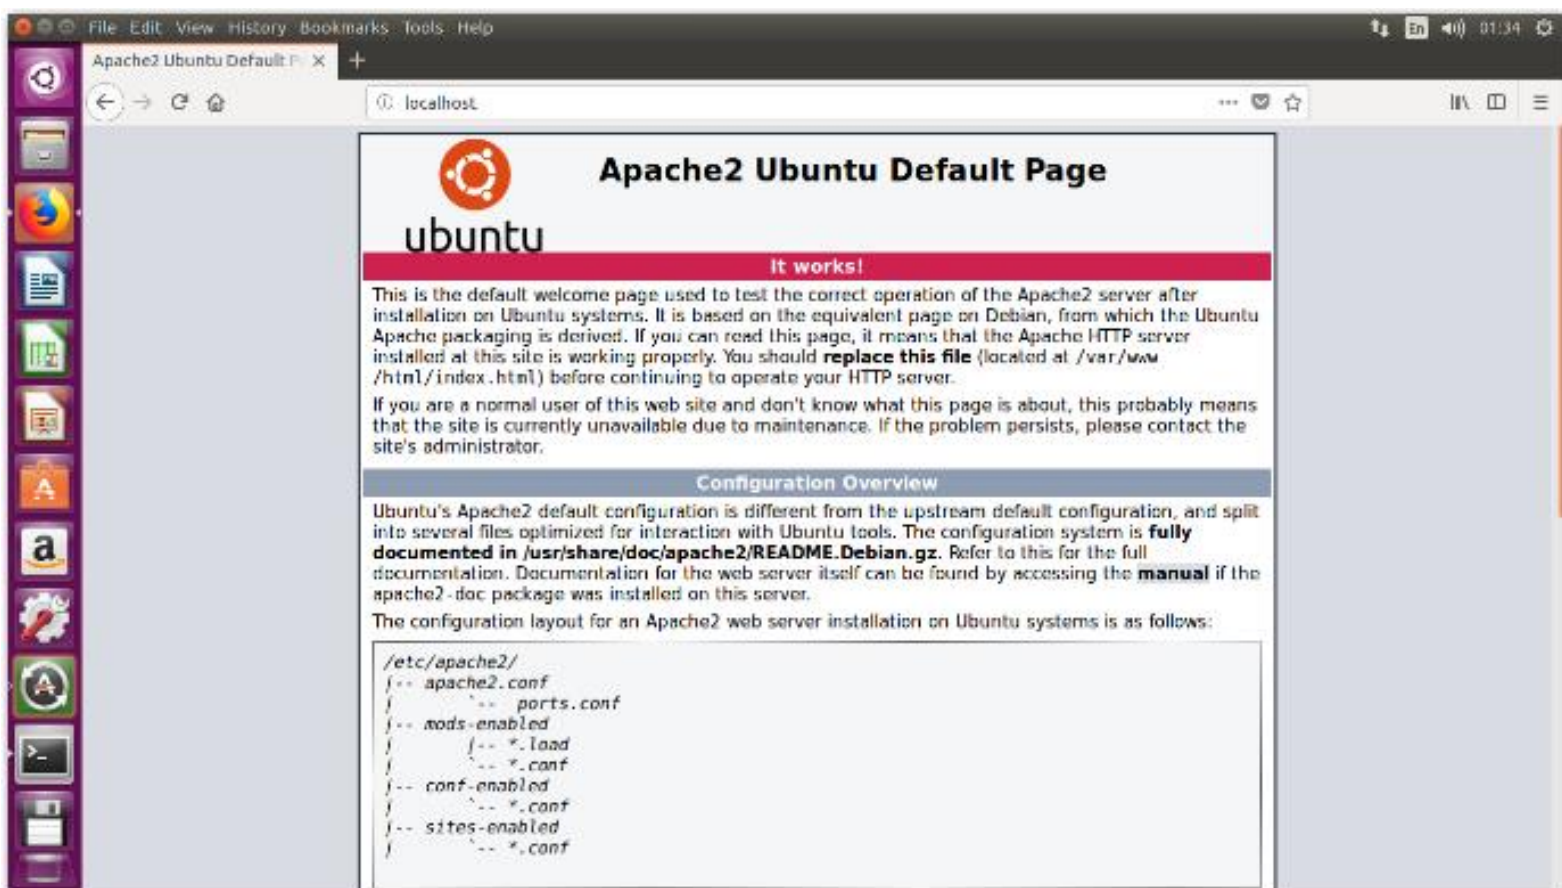 File Edit View History Bookmarks Tools Help
En 01:34
Apache2 Ubuntu Default P
localhost
Apache2 Ubuntu Default Page
ubuntu
It works!
This is the default welcome page used to test the correct operation of the Apache2 server after
installation on Ubuntu systems. It is based on the equivalent page on Debian, from which the Ubuntu
Apache packaging is derived. If you can read this page, it means that the Apache HTTP server
installed at this site is working properly. You should replace this file (located at /var/www
/html/index.html) before continuing to operate your HTTP server.
If you are a normal user of this web site and don't know what this page is about, this probably means
that the site is currently unavailable due to maintenance. If the problem persists, please contact the
site's administrator.
Configuration Overview
Ubuntu's Apache2 default configuration is different from the upstream default configuration, and split
into several files optimized for interaction with Ubuntu tools. The configuration system is fully
documented in /usr/share/doc/apache2/README.Debian.gz. Refer to this for the full
documentation. Documentation for the web server itself can be found by accessing the manual if the
apache2-doc package was installed on this server.
The configuration layout for an Apache2 web server installation on Ubuntu systems is as follows:
/etc/apache2/
|-- apache2.conf
|       `--  ports.conf
|-- mods-enabled
|       |-- *.load
|       `-- *.conf
|-- conf-enabled
|       `-- *.conf
|-- sites-enabled
|       `-- *.conf